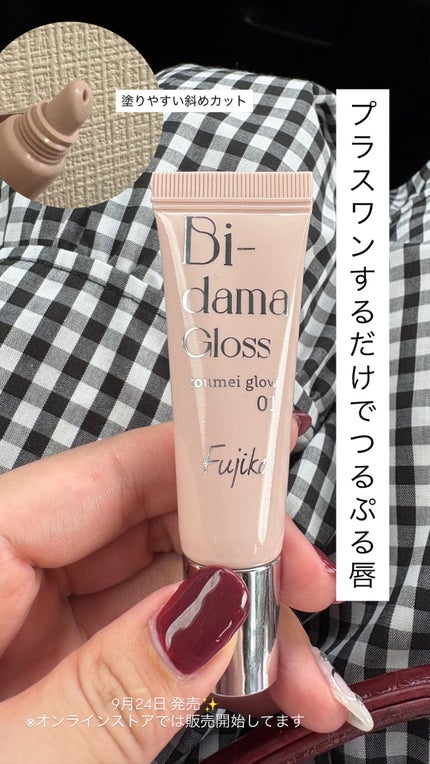 塗りやすい斜めカット
プラスワンするだけでつるぷる唇
Bi-
dama
Gloss
toumei glow
01
Fujiko
9月24日 発売✨
※オンラインストアでは販売開始してます